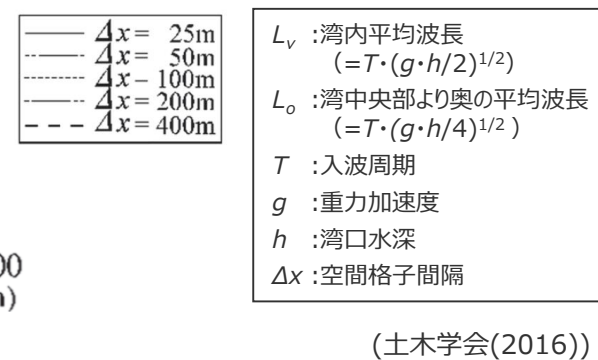 Δx= 25m
Δx= 50m
Δx− 100m
Δx= 200m
Δx= 400m
00
)
Lv :湾内平均波長
(=T・(g・h/2)1/2)
Lo :湾中央部より奥の平均波長
(=T・(g・h/4)1/2 )
T :入波周期
g :重力加速度
h :湾口水深
Δx :空間格子間隔
(土木学会(2016))